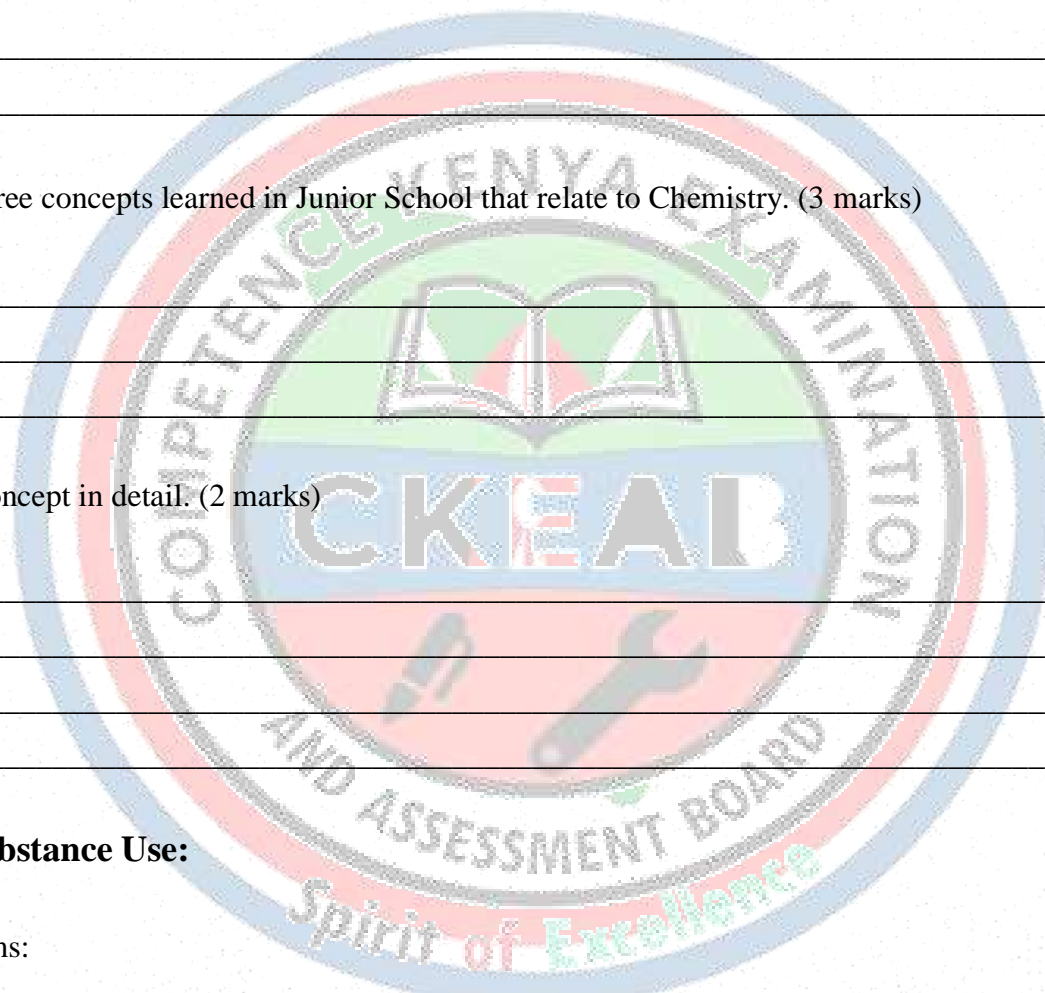 ree concepts learned in Junior School that relate to Chemistry. (3 marks)
oncept in detail. (2 marks)
bstance Use:
ns:
COMPETENCE KENYA EXAMINATION
CKEAB
AND ASSESSMENT BOARD
Spirit of Excellence